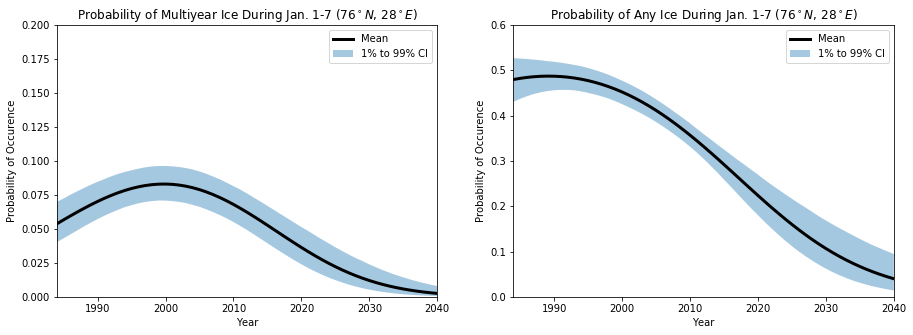 Probability of Multiyear Ice During Jan. 1-7 (76°N, 28°E)
0.200
0.175
0.150
0.125
0.100
0.075
0.050
0.025
0.000
Probability of Occurence
Mean
1% to 99% CI
1990
2000
2010
2020
2030
2040
Year
Probability of Any Ice During Jan. 1-7 (76°N, 28°E)
0.6
0.5
0.4
0.3
0.2
0.1
0.0
Probability of Occurence
Mean
1% to 99% CI
1990
2000
2010
2020
2030
2040
Year